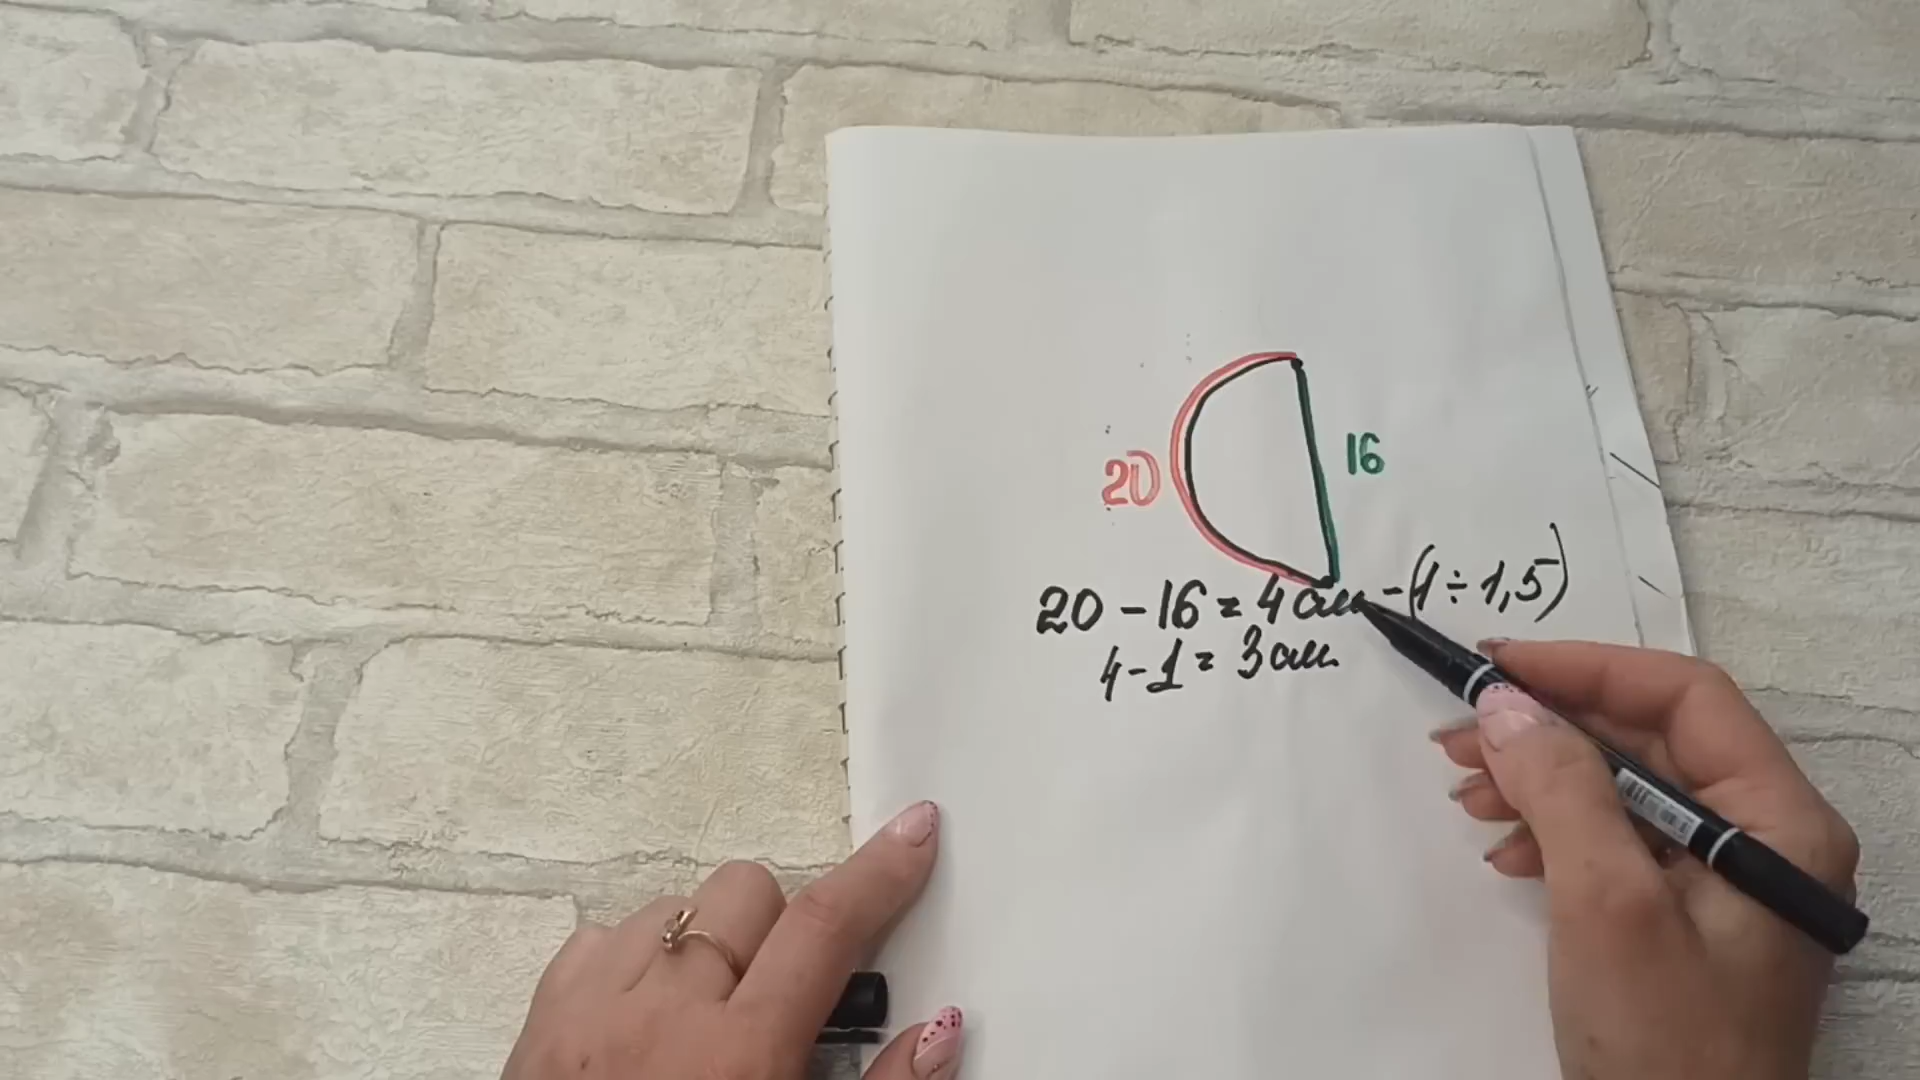 20
16
20 - 16 = 4 см - (1 ÷ 1,5)
4 - 1 = 3 см.